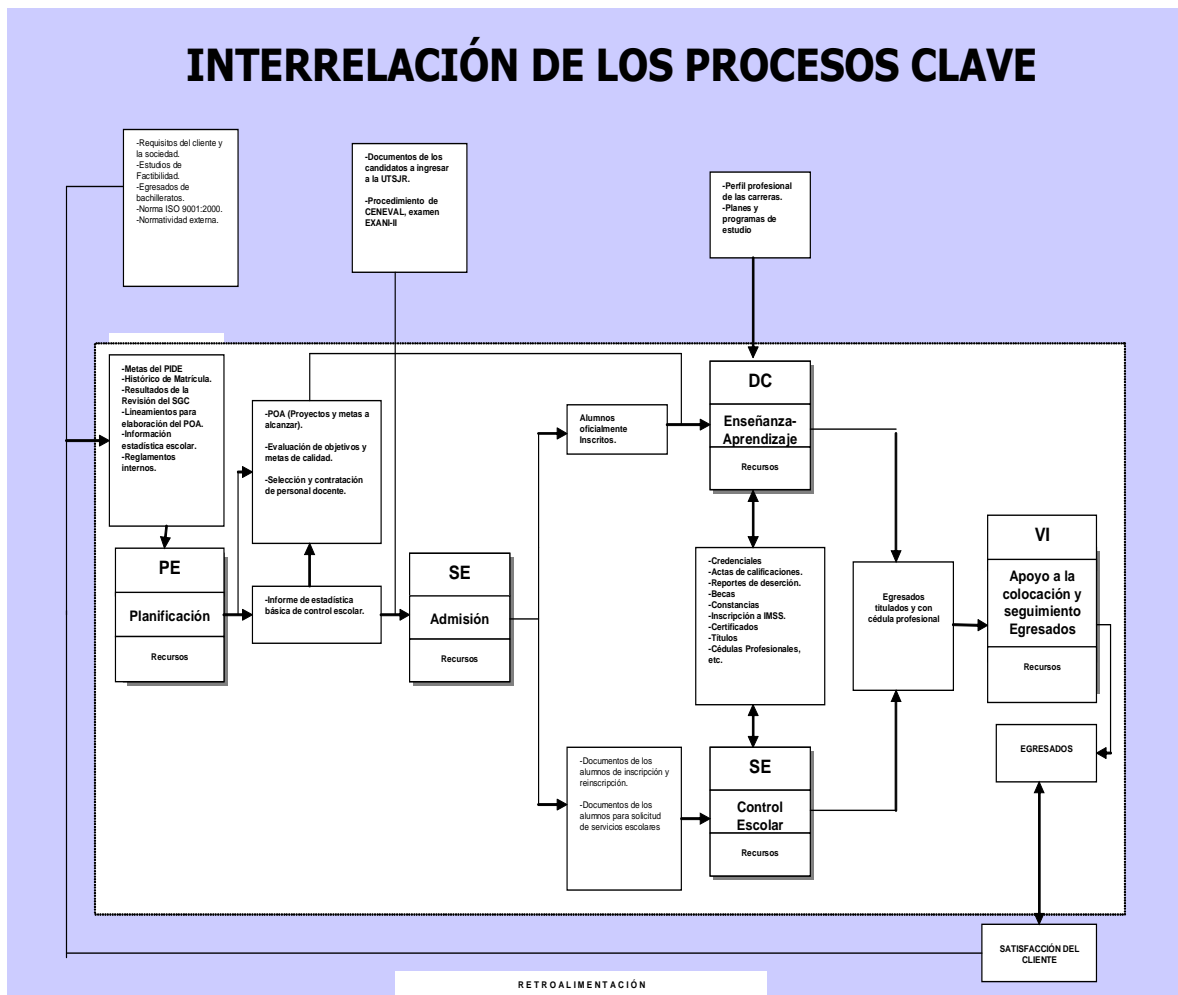 INTERRELACIÓN DE LOS PROCESOS CLAVE
-Requisitos del cliente y
la sociedad.
-Estudios de
Factibilidad.
-Egresados de
bachilleratos.
-Norma ISO 9001:2000.
-Normatividad externa.
-Documentos de los
candidatos a ingresar
a la UTSJR.
-Procedimiento de
CENEVAL, examen
EXANI-II
-Perfil profesional
de las carreras.
-Planes y
programas de
estudio
-Metas del PIDE
-Histórico de Matrícula.
-Resultados de la
Revisión del SGC
-Lineamientos para
elaboración del POA.
-Información
estadística escolar.
-Reglamentos
internos.
-POA (Proyectos y metas a
alcanzar).
-Evaluación de objetivos y
metas de calidad.
-Selección y contratación
de personal docente.
Alumnos
oficialmente
Inscritos.
DC
Enseñanza-
Aprendizaje
Recursos
PE
Planificación
Recursos
-Informe de estadística
básica de control escolar.
SE
Admisión
Recursos
-Credenciales
-Actas de calificaciones.
-Reportes de deserción.
-Becas
-Constancias
-Inscripción a IMSS.
-Certificados
-Títulos
-Cédulas Profesionales,
etc.
Egresados
titulados y con
cédula profesional
VI
Apoyo a la
colocación y
seguimiento
Egresados
Recursos
-Documentos de los
alumnos de inscripción y
reinscripción.
-Documentos de los
alumnos para solicitud
de servicios escolares
SE
Control
Escolar
Recursos
EGRESADOS
SATISFACCIÓN DEL
CLIENTE
RETROALIMENTACIÓN